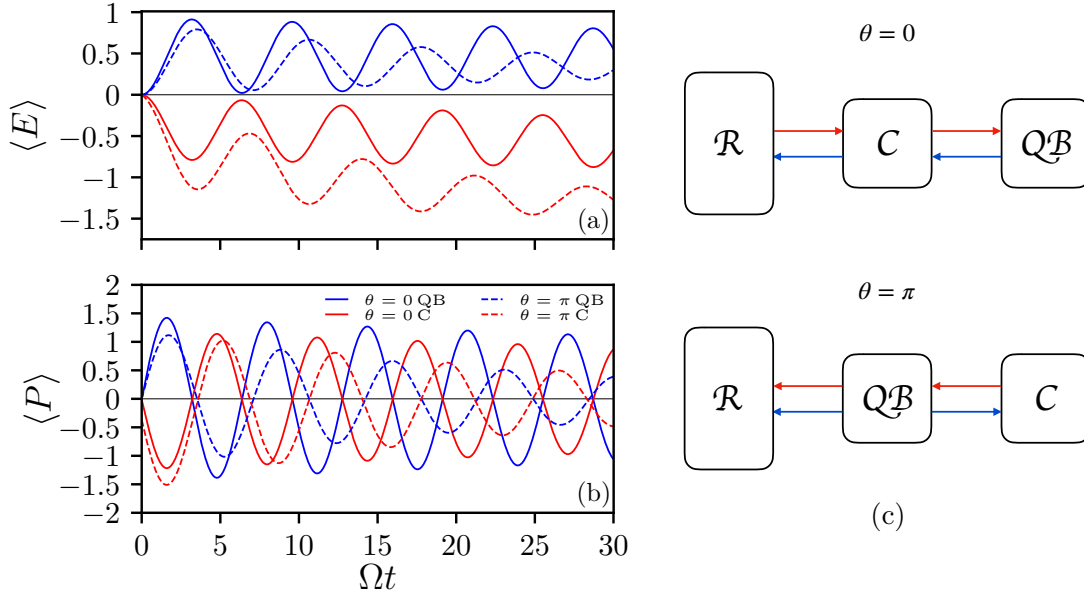 1
0.5
0
−0.5
−1
−1.5
⟨E⟩
(a)
2
1.5
1
0.5
0
−0.5
−1
−1.5
−2
⟨P⟩
θ = 0 QB
θ = 0 C
θ = π QB
θ = π C
(b)
0 5 10 15 20 25 30
Ωt
θ = 0
R C QB
θ = π
R QB C
(c)